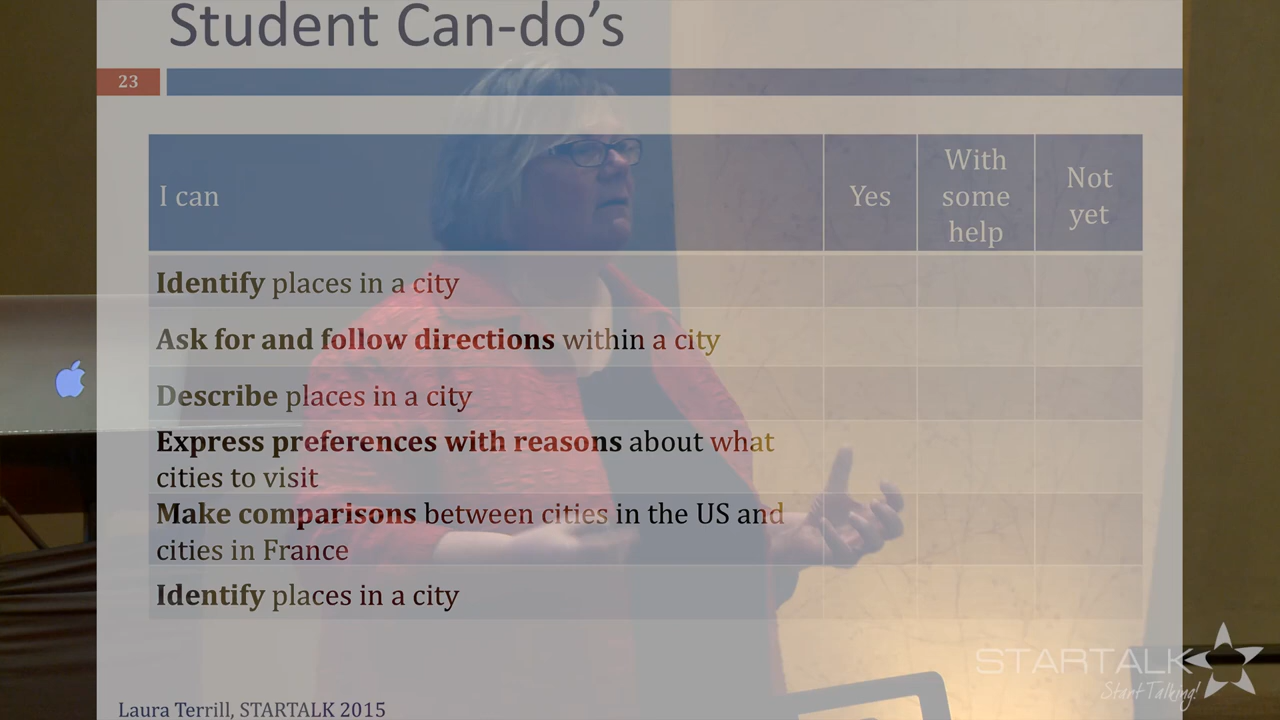 Student Can-do’s
23
I can
Yes
With
some
help
Not
yet
Identify places in a city
Ask for and follow directions within a city
Describe places in a city
Express preferences with reasons about what
cities to visit
Make comparisons between cities in the US and
cities in France
Identify places in a city
Laura Terrill, STARTALK 2015
STARTALK
Start Talking!